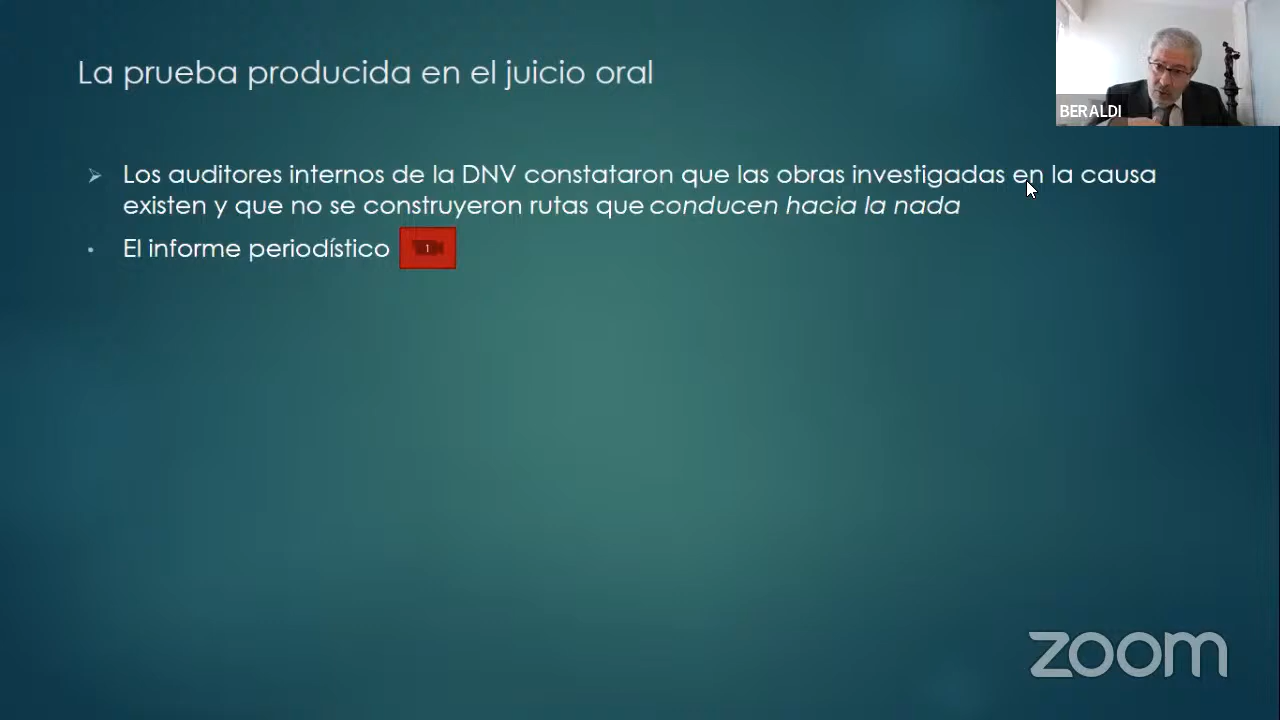 La prueba producida en el juicio oral
BERALDI
Los auditores internos de la DNV constataron que las obras investigadas en la causa
existen y que no se construyeron rutas que conducen hacia la nada
El informe periodístico 1
zoom